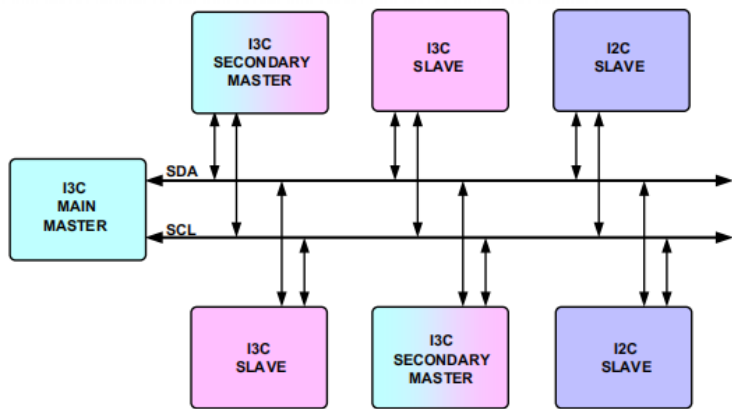 I3C
SECONDARY
MASTER
I3C
SLAVE
I2C
SLAVE
I3C
MAIN
MASTER
SDA
SCL
I3C
SLAVE
I3C
SECONDARY
MASTER
I2C
SLAVE